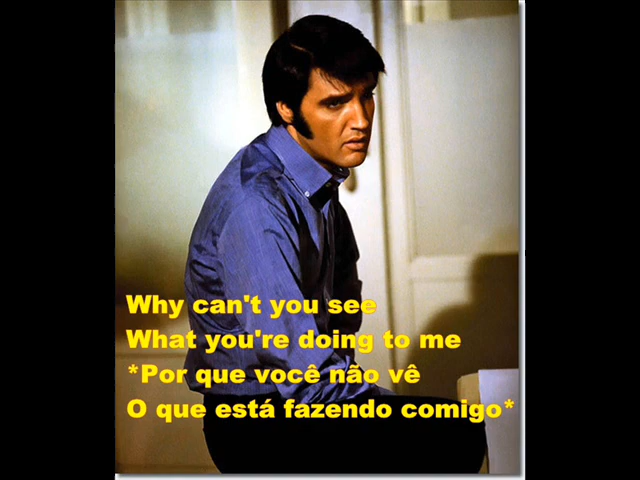 Why can't you see
What you're doing to me
*Por que você não vê
O que está fazendo comigo*